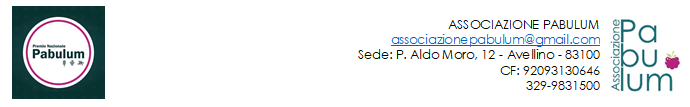 Premio Nazionale
Pabulum
ASSOCIAZIONE PABULUM
associazionepabulum@gmail.com
Sede: P. Aldo Moro, 12 - Avellino - 83100
CF: 92093130646
329-9831500
Associazione
Pa
bu
lum